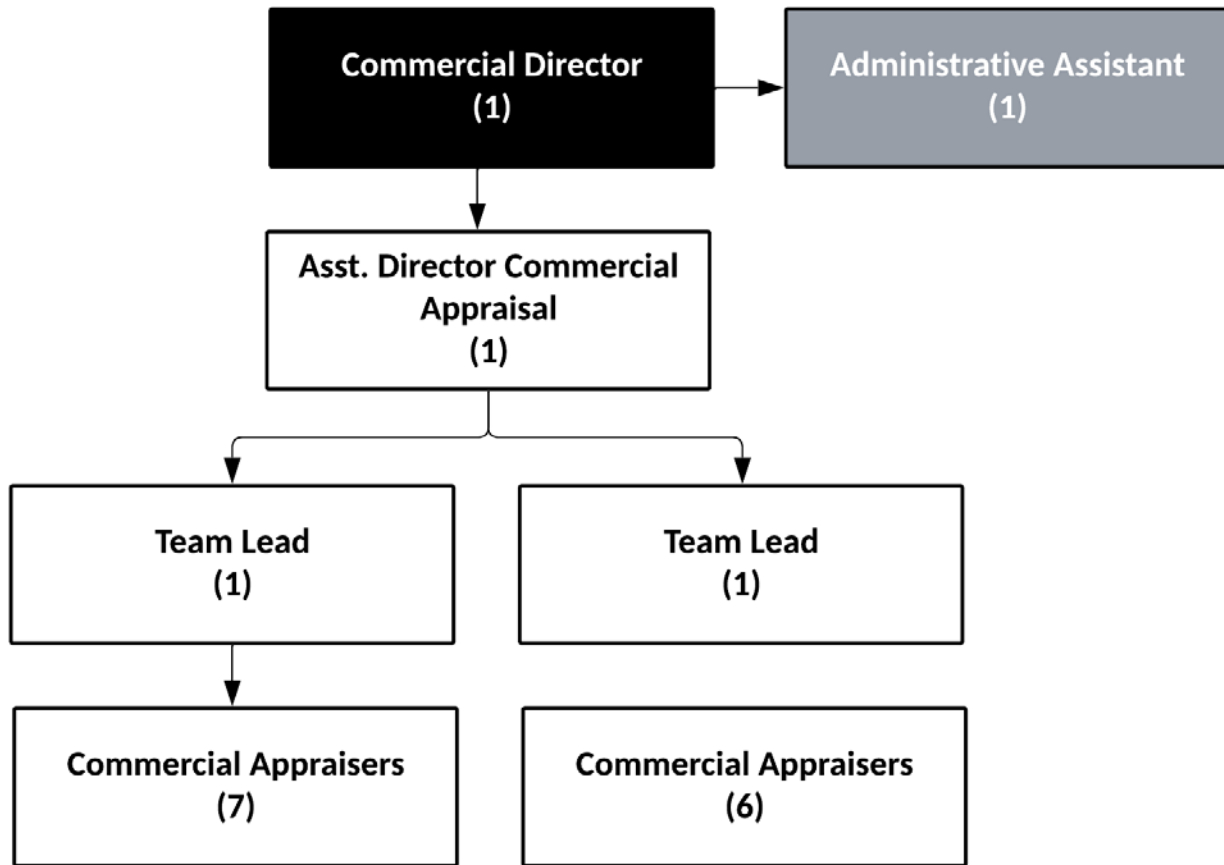 Commercial Director
(1)
Administrative Assistant
(1)
Asst. Director Commercial
Appraisal
(1)
Team Lead
(1)
Team Lead
(1)
Commercial Appraisers
(7)
Commercial Appraisers
(6)